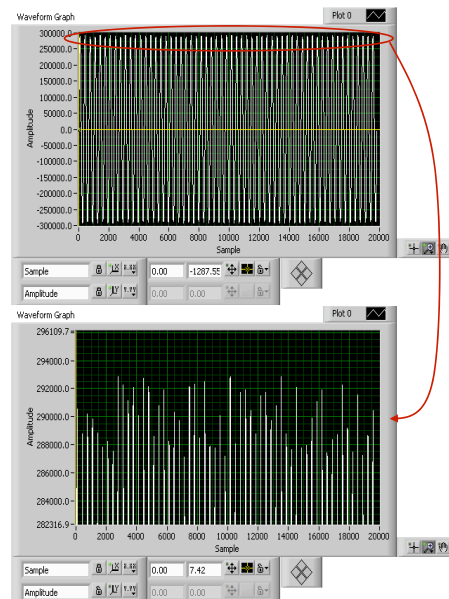 Waveform Graph
Plot 0
300000.0
250000.0
200000.0
150000.0
100000.0
50000.0
0.0
-50000.0
-100000.0
-150000.0
-200000.0
-250000.0
-300000.0
Amplitude
0 2000 4000 6000 8000 10000 12000 14000 16000 18000 20000
Sample
Sample 0.00 -1287.55
Amplitude 0.00 0.00
Waveform Graph
Plot 0
296109.7
294000.0
292000.0
290000.0
288000.0
286000.0
284000.0
282316.9
Amplitude
0 2000 4000 6000 8000 10000 12000 14000 16000 18000 20000
Sample
Sample 0.00 7.42
Amplitude 0.00 0.00